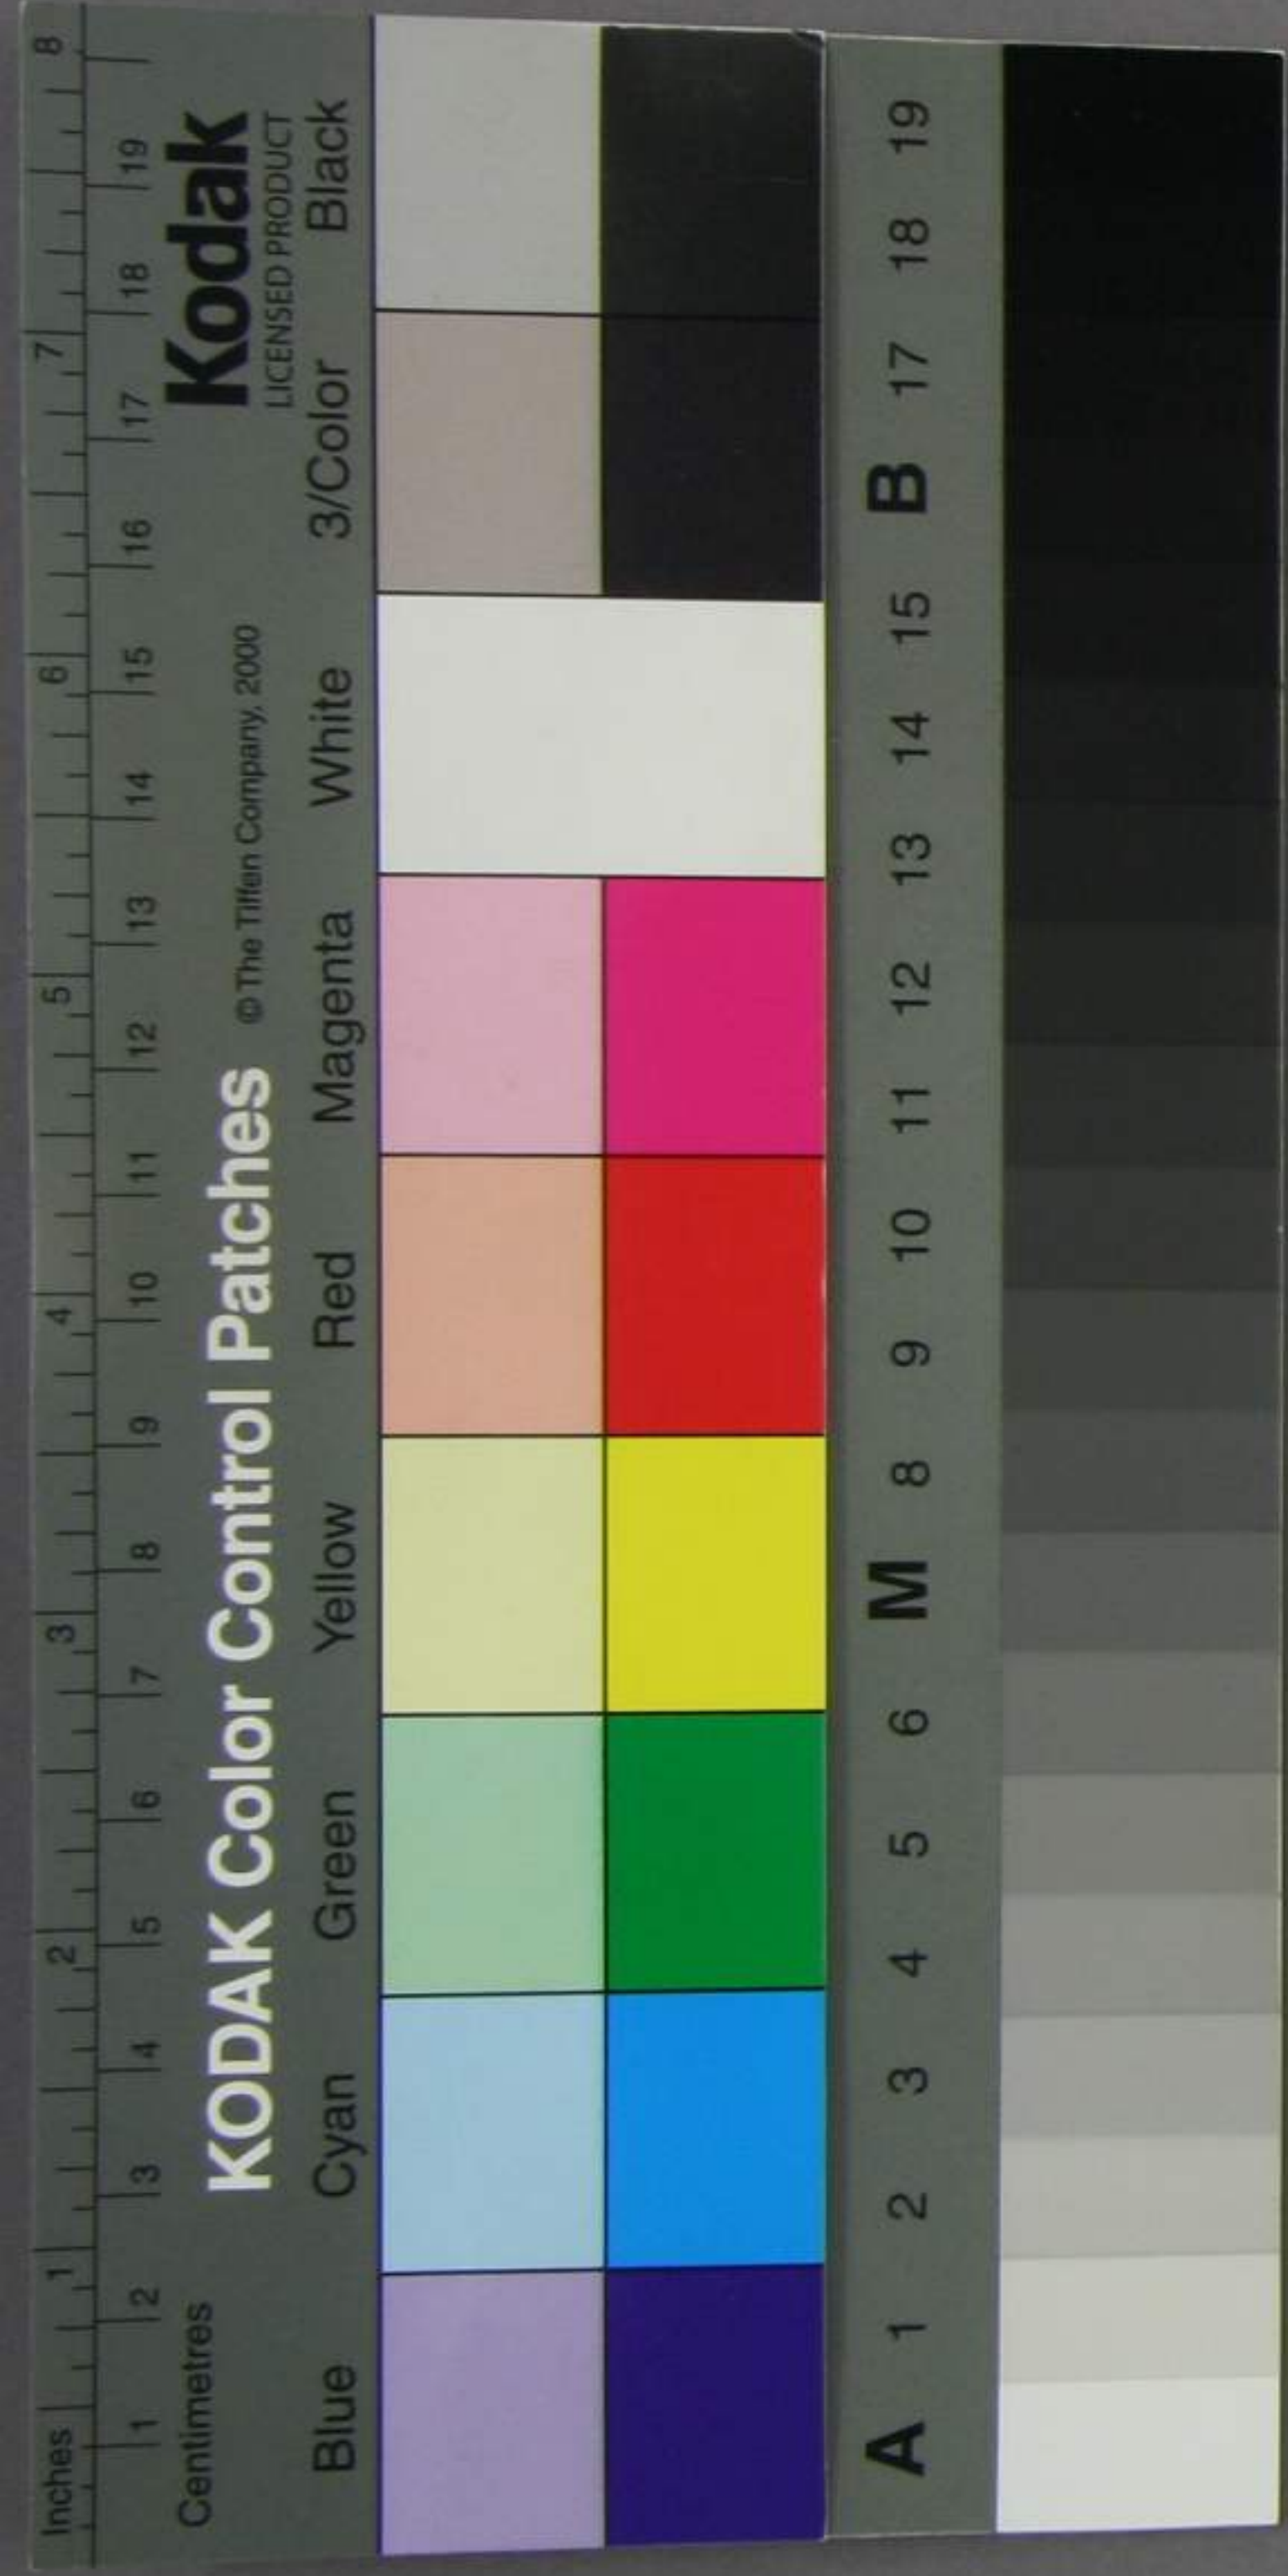 Inches 1 2 3 4 5 6 7 8
1 2 3 4 5 6 7 8 9 10 11 12 13 14 15 16 17 18 19
Centimetres
KODAK Color Control Patches © The Tiffen Company, 2000 Kodak
LICENSED PRODUCT
Blue Cyan Green Yellow Red Magenta White 3/Color Black
A 1 2 3 4 5 6 M 8 9 10 11 12 13 14 15 B 17 18 19